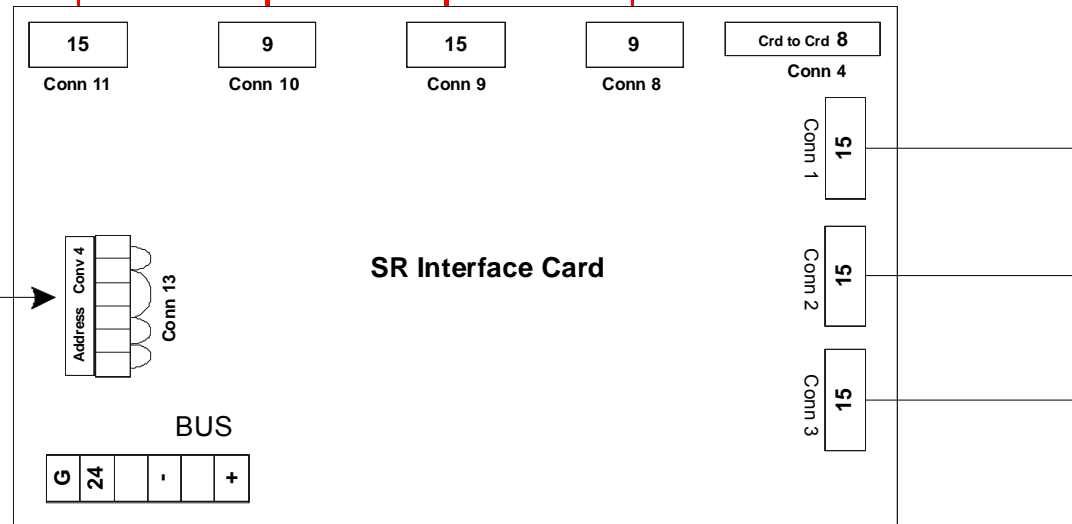 15
9
15
9
Crd to Crd 8
Conn 11
Conn 10
Conn 9
Conn 8
Conn 4
Conn 1
15
Address Conv 4
Conn 13
SR Interface Card
Conn 2
15
Conn 3
15
BUS
G 24 - +